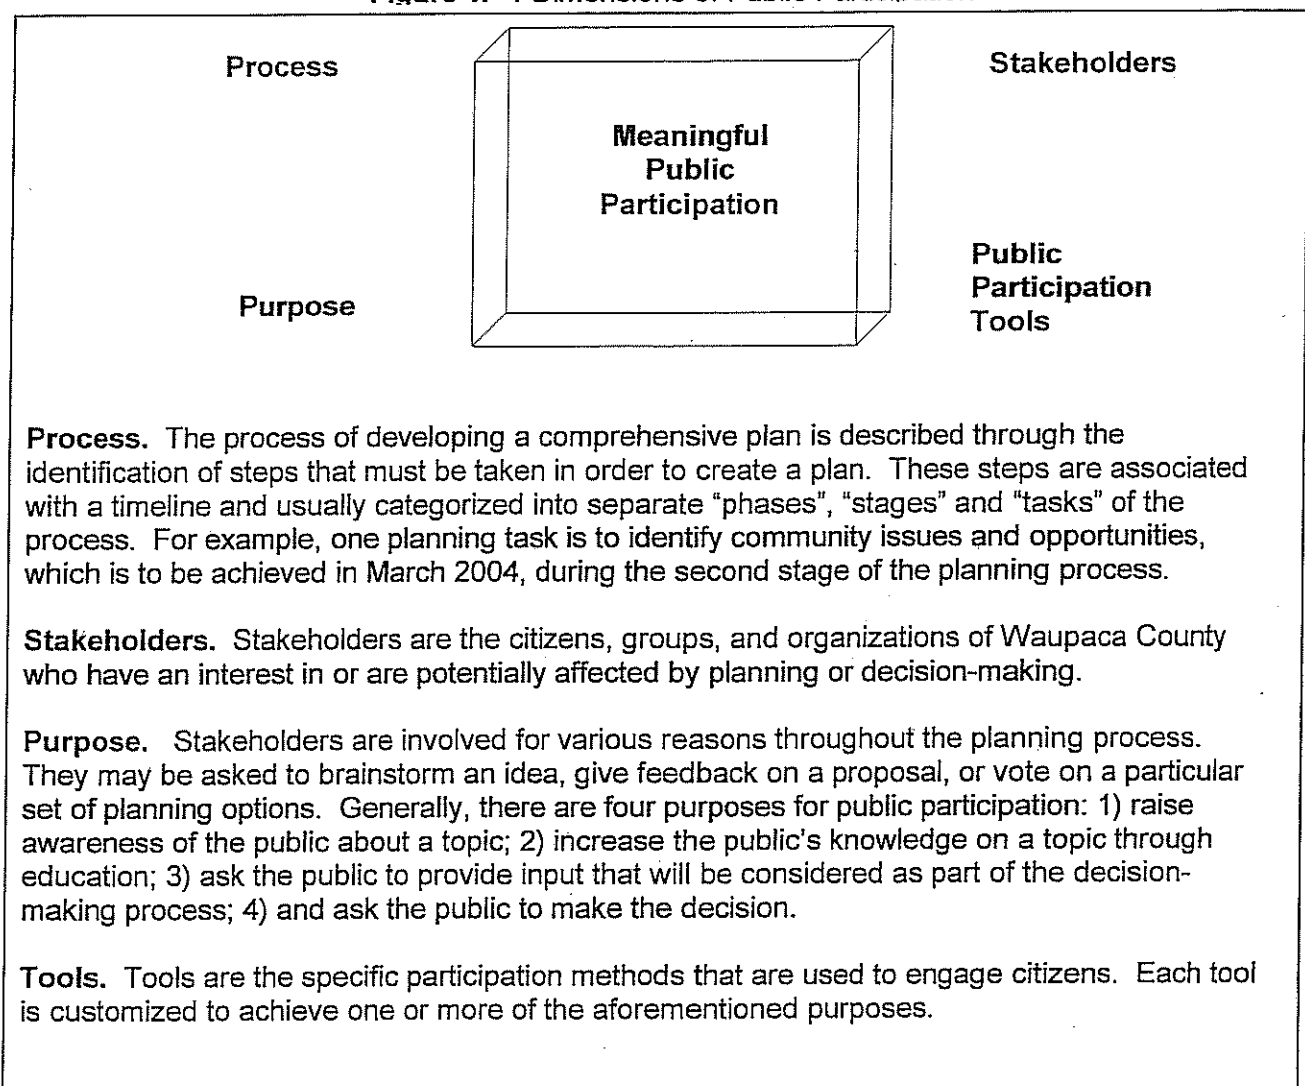 Process
Stakeholders
Meaningful
Public
Participation
Public
Participation
Tools
Purpose
Process. The process of developing a comprehensive plan is described through the
identification of steps that must be taken in order to create a plan. These steps are associated
with a timeline and usually categorized into separate “phases”, “stages” and “tasks” of the
process. For example, one planning task is to identify community issues and opportunities,
which is to be achieved in March 2004, during the second stage of the planning process.
Stakeholders. Stakeholders are the citizens, groups, and organizations of Waupaca County
who have an interest in or are potentially affected by planning or decision-making.
Purpose. Stakeholders are involved for various reasons throughout the planning process.
They may be asked to brainstorm an idea, give feedback on a proposal, or vote on a particular
set of planning options. Generally, there are four purposes for public participation: 1) raise
awareness of the public about a topic; 2) increase the public's knowledge on a topic through
education; 3) ask the public to provide input that will be considered as part of the decision-
making process; 4) and ask the public to make the decision.
Tools. Tools are the specific participation methods that are used to engage citizens. Each tool
is customized to achieve one or more of the aforementioned purposes.